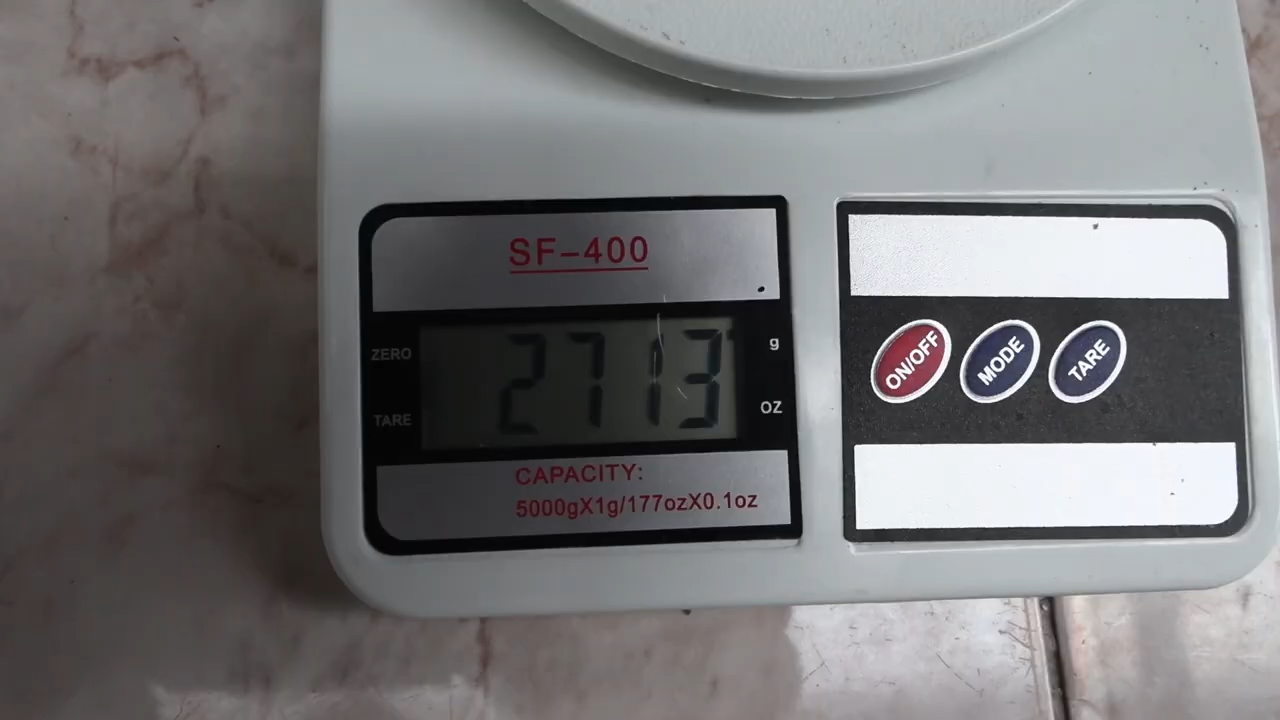 SF-400
ZERO
2713
g
TARE
OZ
CAPACITY:
5000gX1g/177ozX0.1oz
ON/OFF
MODE
TARE